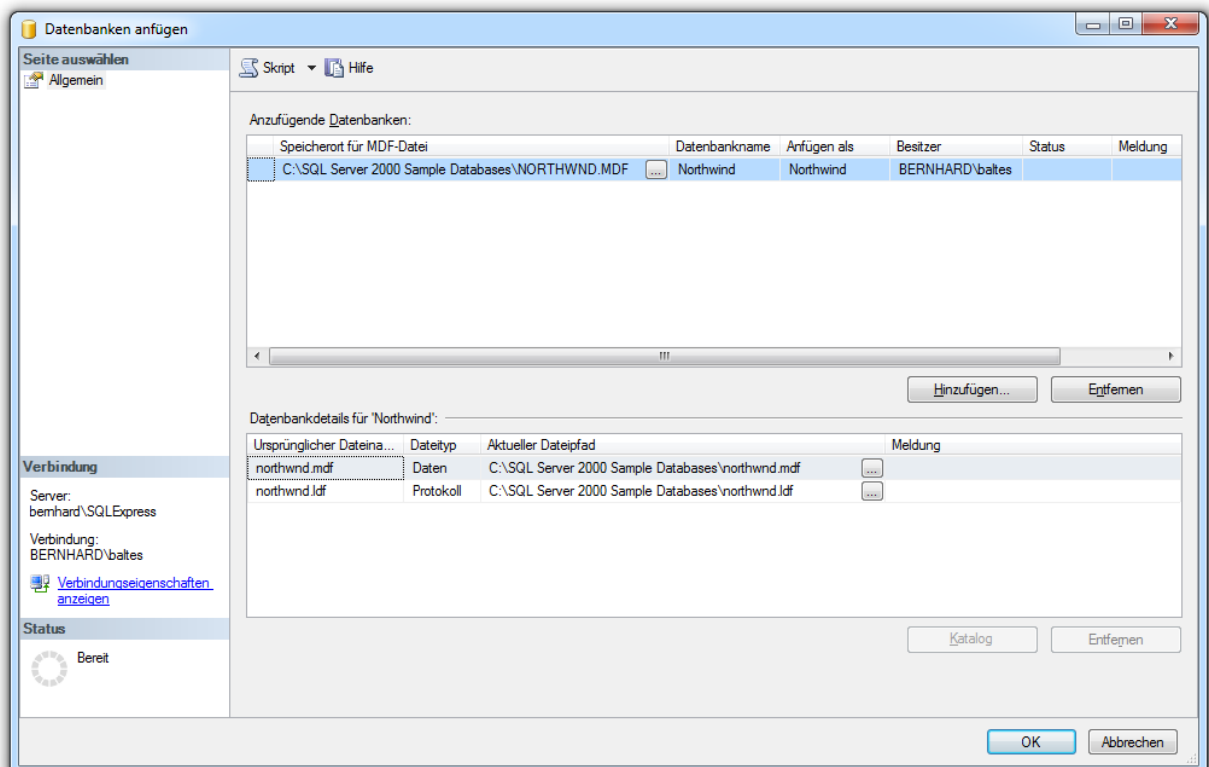 Datenbanken anfügen
Seite auswählen
Allgemein
Skript Hilfe
Anzufügende Datenbanken:
Speicherort für MDF-Datei Datenbankname Anfügen als Besitzer Status Meldung
C:\SQL Server 2000 Sample Databases\NORTHWND.MDF ... Northwind Northwind BERNHARD\baltes
Hinzufügen... Entfernen
Datenbankdetails für 'Northwind':
Ursprünglicher Dateina... Dateityp Aktueller Dateipfad Meldung
northwnd.mdf Daten C:\SQL Server 2000 Sample Databases\northwnd.mdf ...
northwnd.ldf Protokoll C:\SQL Server 2000 Sample Databases\northwnd.ldf ...
Katalog Entfernen
Verbindung
Server:
bernhard\SQLExpress
Verbindung:
BERNHARD\baltes
Verbindungseigenschaften
anzeigen
Status
Bereit
OK Abbrechen